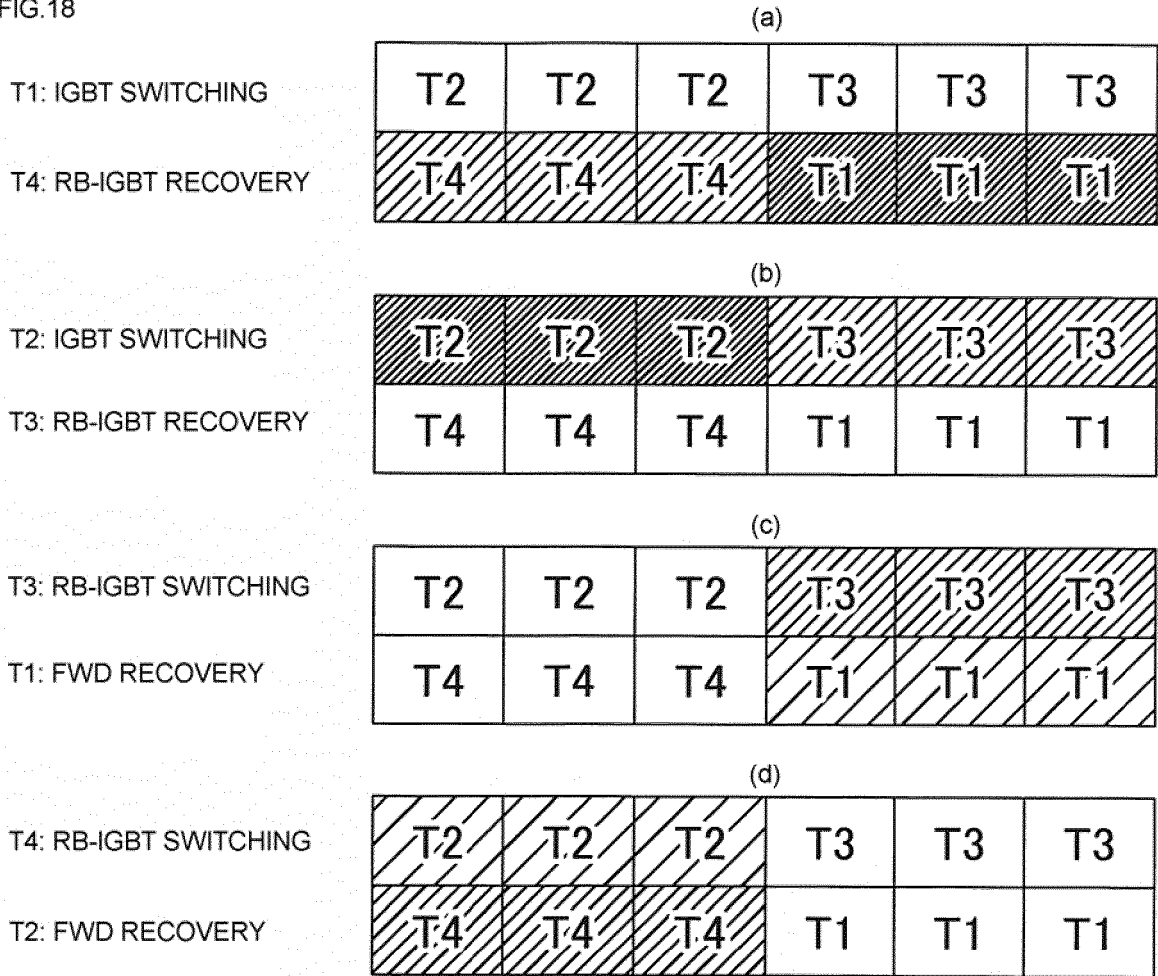 FIG.18
(a)
T1: IGBT SWITCHING
T2 T2 T2 T3 T3 T3
T4: RB-IGBT RECOVERY
T4 T4 T4 T1 T1 T1
(b)
T2: IGBT SWITCHING
T2 T2 T2 T3 T3 T3
T3: RB-IGBT RECOVERY
T4 T4 T4 T1 T1 T1
(c)
T3: RB-IGBT SWITCHING
T2 T2 T2 T3 T3 T3
T1: FWD RECOVERY
T4 T4 T4 T1 T1 T1
(d)
T4: RB-IGBT SWITCHING
T2 T2 T2 T3 T3 T3
T2: FWD RECOVERY
T4 T4 T4 T1 T1 T1